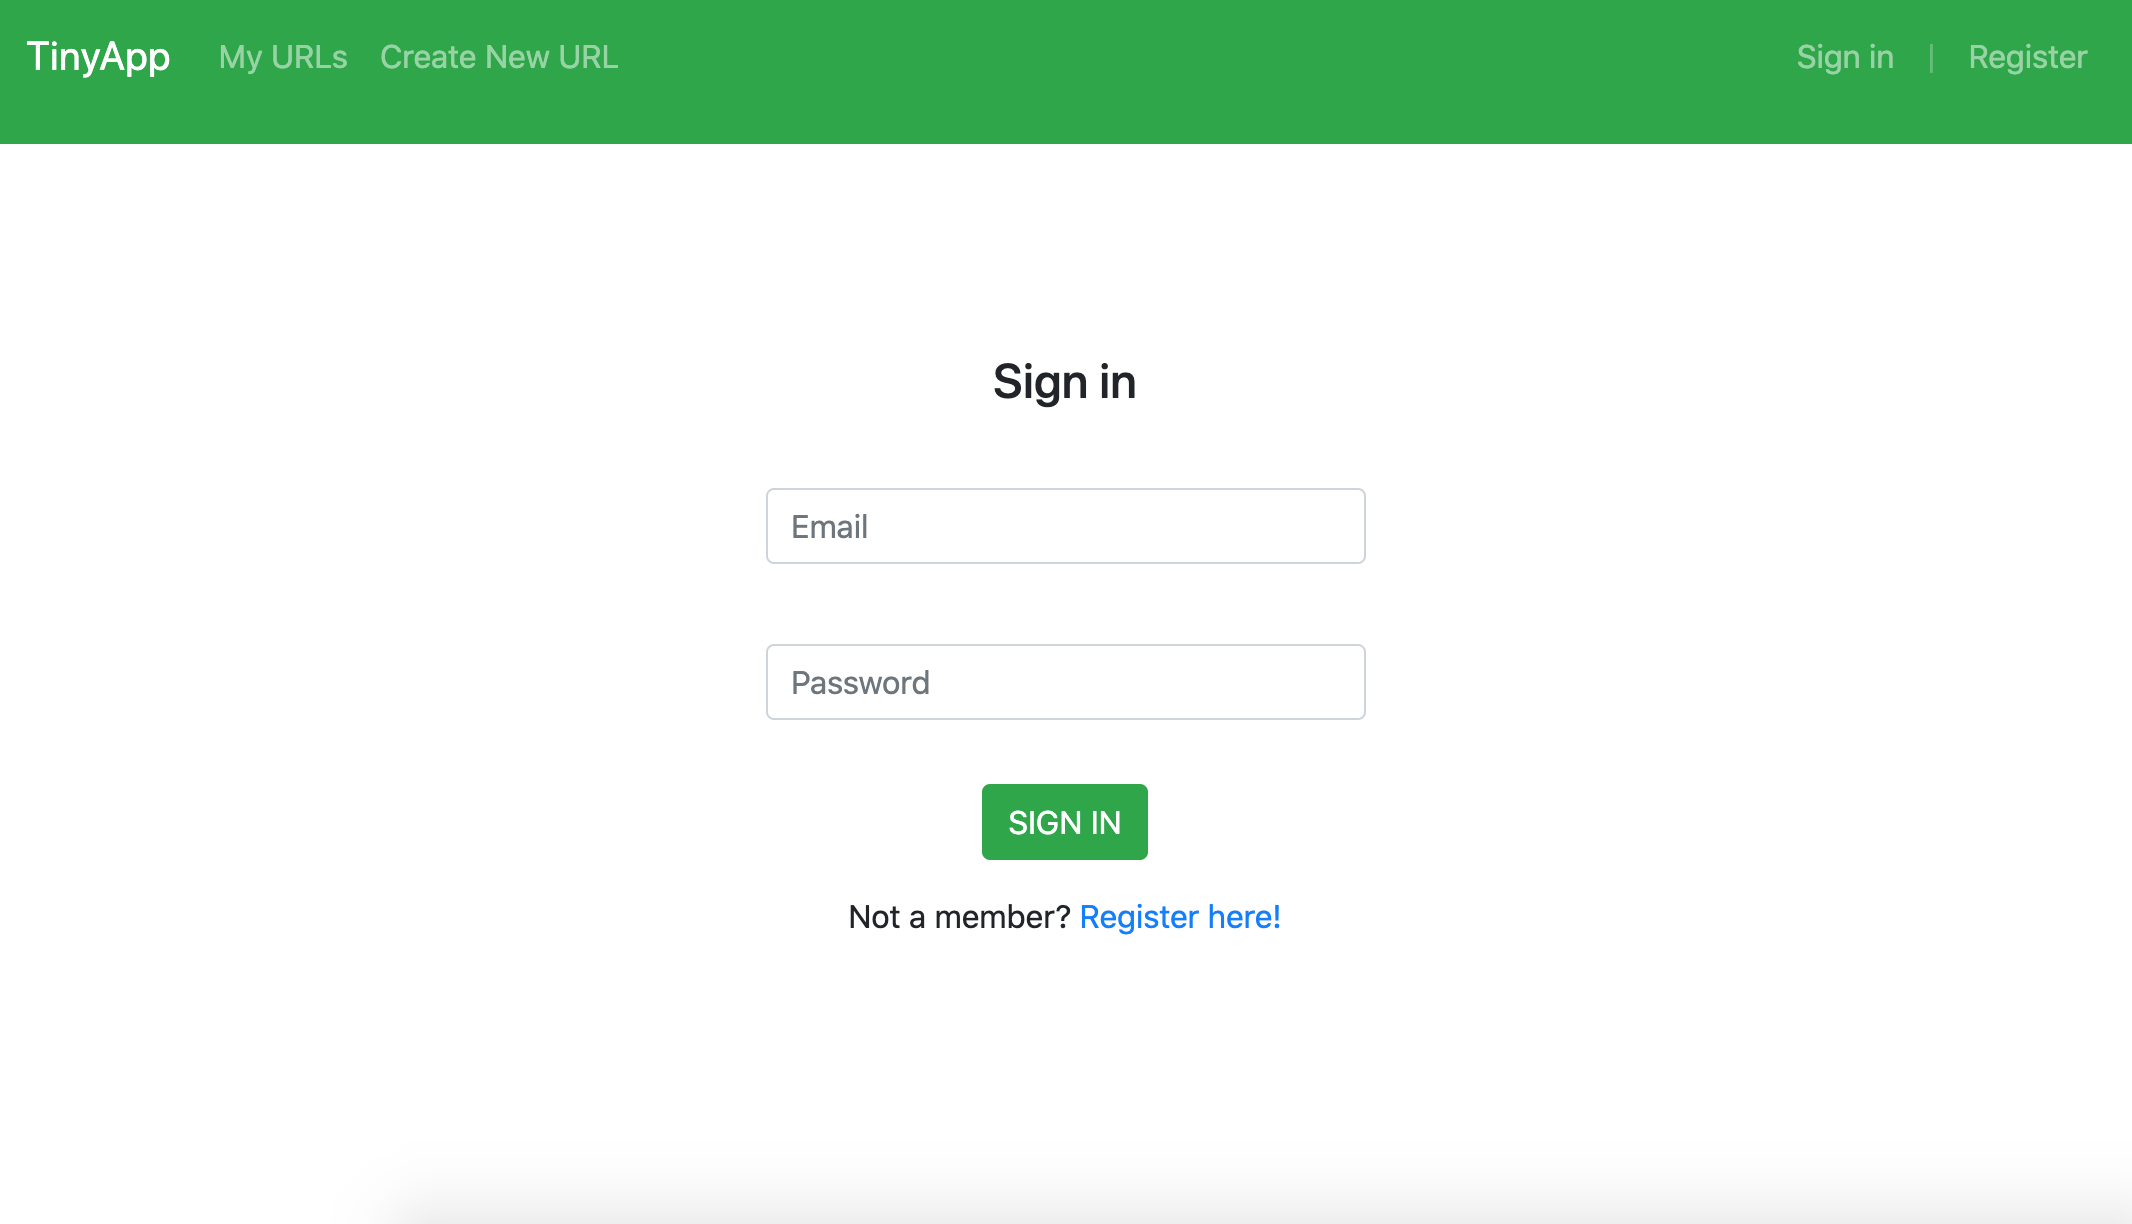 TinyApp My URLs Create New URL Sign in | Register
Sign in
Email
Password
SIGN IN
Not a member? Register here!